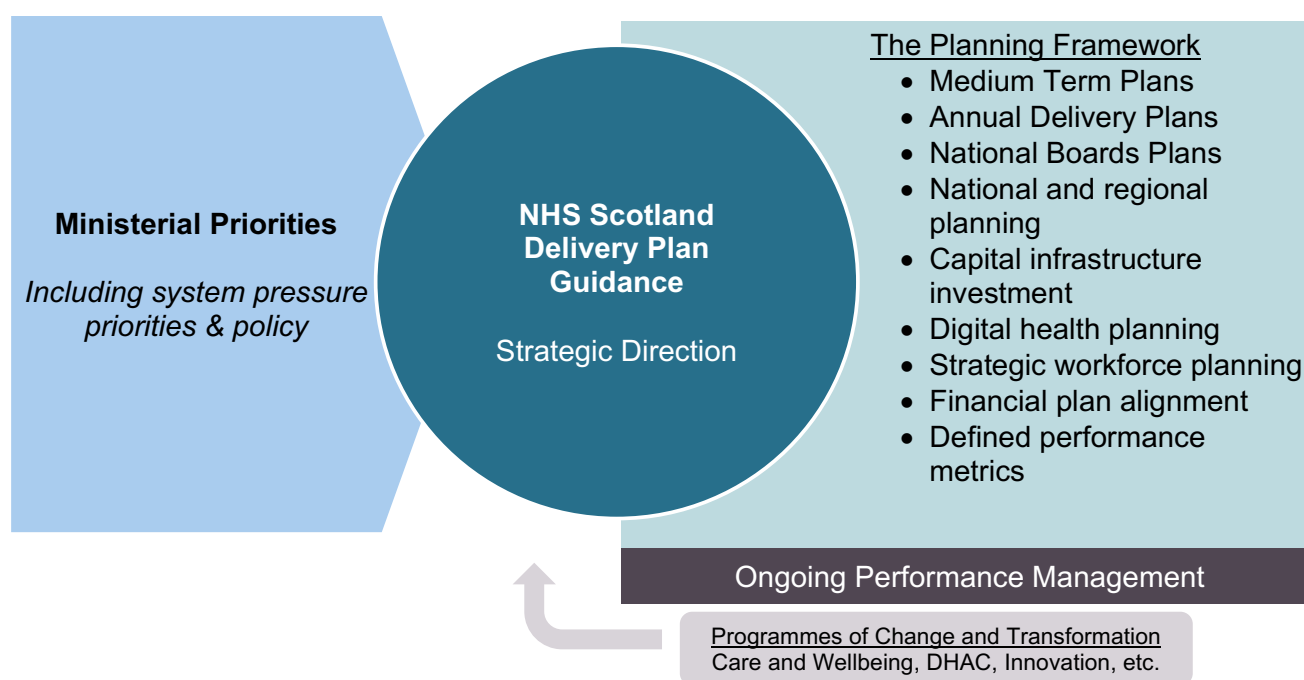 Ministerial Priorities
Including system pressure
priorities & policy
NHS Scotland
Delivery Plan
Guidance
Strategic Direction
The Planning Framework
• Medium Term Plans
• Annual Delivery Plans
• National Boards Plans
• National and regional
planning
• Capital infrastructure
investment
• Digital health planning
• Strategic workforce planning
• Financial plan alignment
• Defined performance
metrics
Ongoing Performance Management
Programmes of Change and Transformation
Care and Wellbeing, DHAC, Innovation, etc.